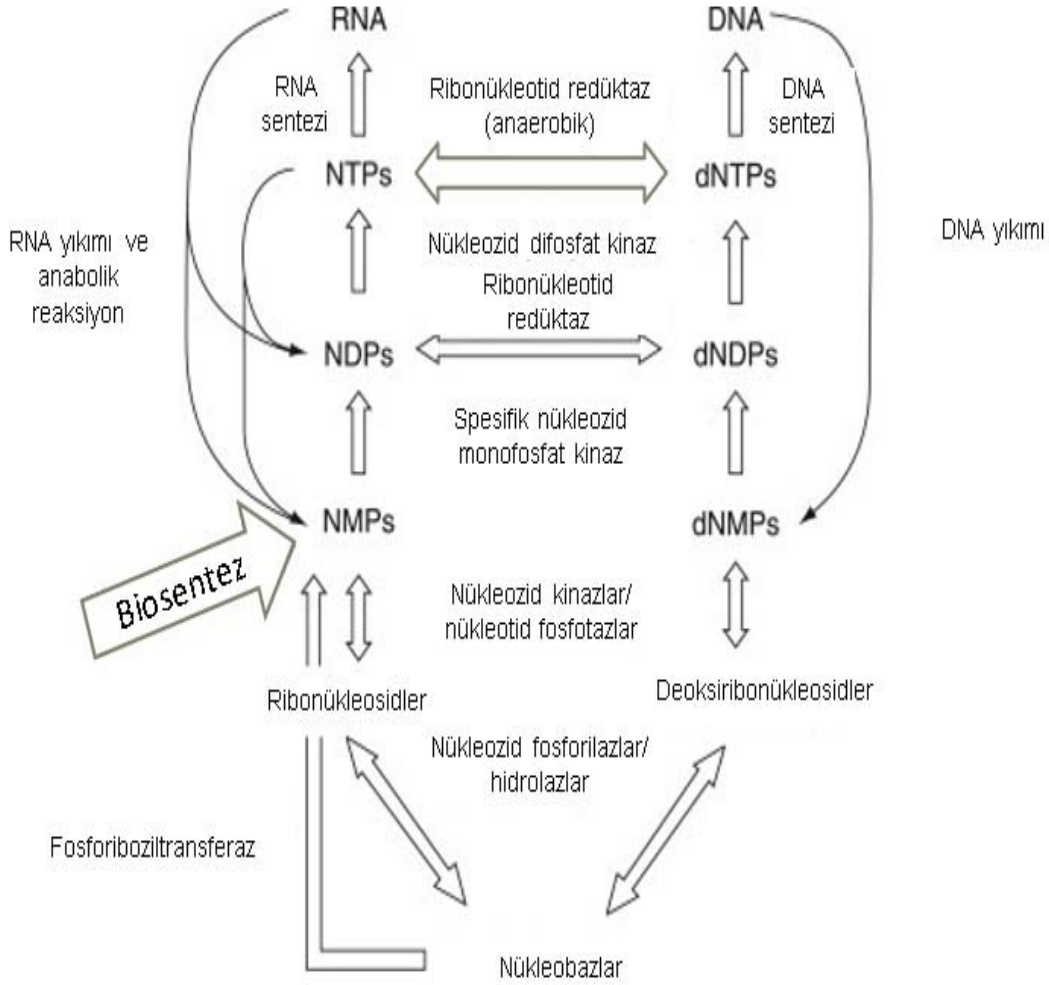 RNA
DNA
RNA
sentezi
Ribonükleotid redüktaz
(anaerobik)
DNA
sentezi
NTPs
dNTPs
RNA yıkımı ve
anabolik
reaksiyon
Nükleozid difosfat kinaz
Ribonükleotid
redüktaz
DNA yıkımı
NDPs
dNDPs
Spesifik nükleozid
monofosfat kinaz
NMPs
dNMPs
Biosentez
Nükleozid kinazlar/
nükleotid fosfotazlar
Ribonükleosidler
Deoksiribonükleosidler
Nükleozid fosforilazlar/
hidrolazlar
Fosforiboziltransferaz
Nükleobazlar